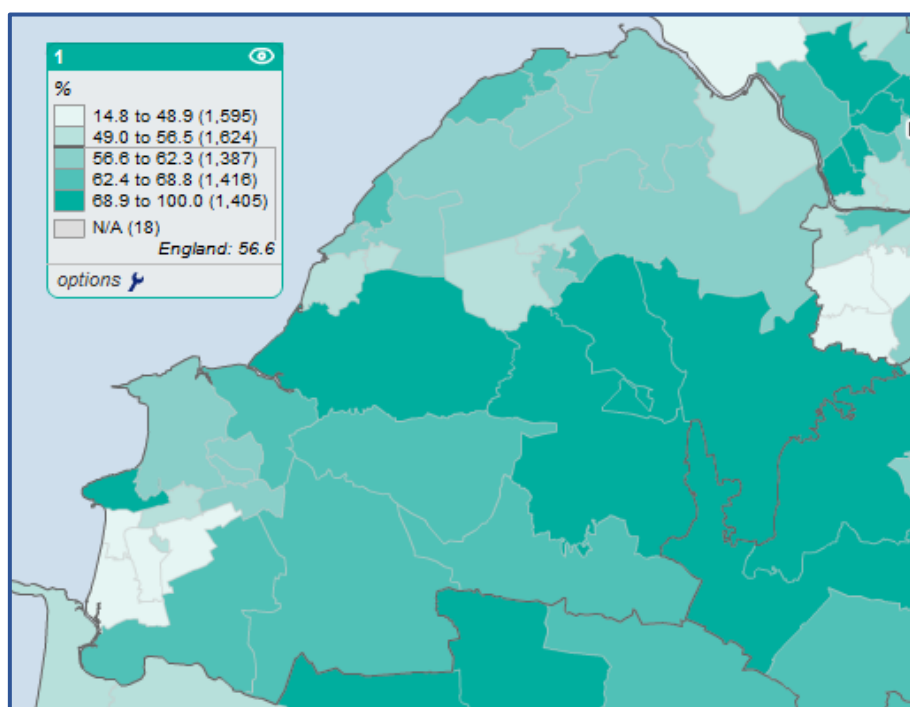 1
%
14.8 to 48.9 (1,595)
49.0 to 56.5 (1,624)
56.6 to 62.3 (1,387)
62.4 to 68.8 (1,416)
68.9 to 100.0 (1,405)
N/A (18)
England: 56.6
options